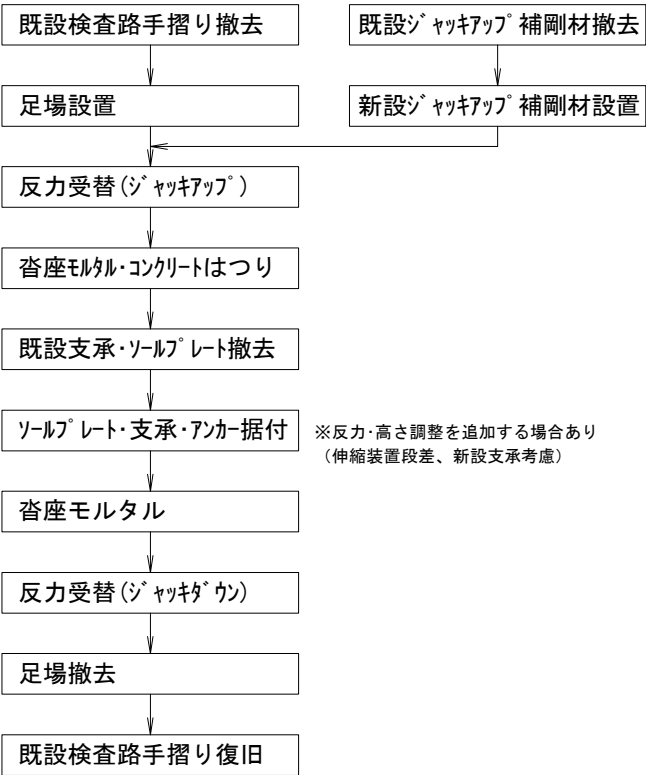 既設検査路手摺り撤去
既設ｼﾞｬｯｷｱｯﾌﾟ補剛材撤去
足場設置
新設ｼﾞｬｯｷｱｯﾌﾟ補剛材設置
反力受替(ｼﾞｬｯｷｱｯﾌﾟ)
沓座ﾓﾙﾀﾙ・ｺﾝｸﾘｰﾄはつり
既設支承・ｿｰﾙﾌﾟﾚｰﾄ撤去
ｿｰﾙﾌﾟﾚｰﾄ・支承・ｱﾝｶｰ据付
※反力・高さ調整を追加する場合あり
（伸縮装置段差、新設支承考慮）
沓座モルタル
反力受替(ｼﾞｬｯｷﾀﾞｳﾝ)
足場撤去
既設検査路手摺り復旧